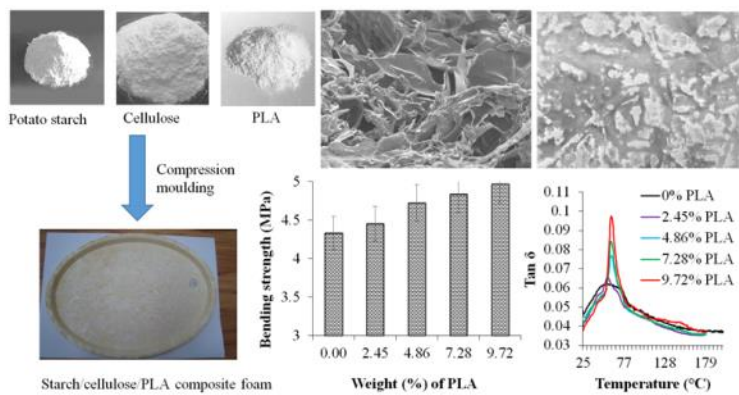 Potato starch
Cellulose
PLA
Compression
moulding
Starch/cellulose/PLA composite foam
Bending strength (MPa)
5
4.5
4
3.5
3
0.00 2.45 4.86 7.28 9.72
Weight (%) of PLA
Tan δ
0.11
0.1
0.09
0.08
0.07
0.06
0.05
0.04
0.03
0% PLA
2.45% PLA
4.86% PLA
7.28% PLA
9.72% PLA
25 77 128 179
Temperature (°C)